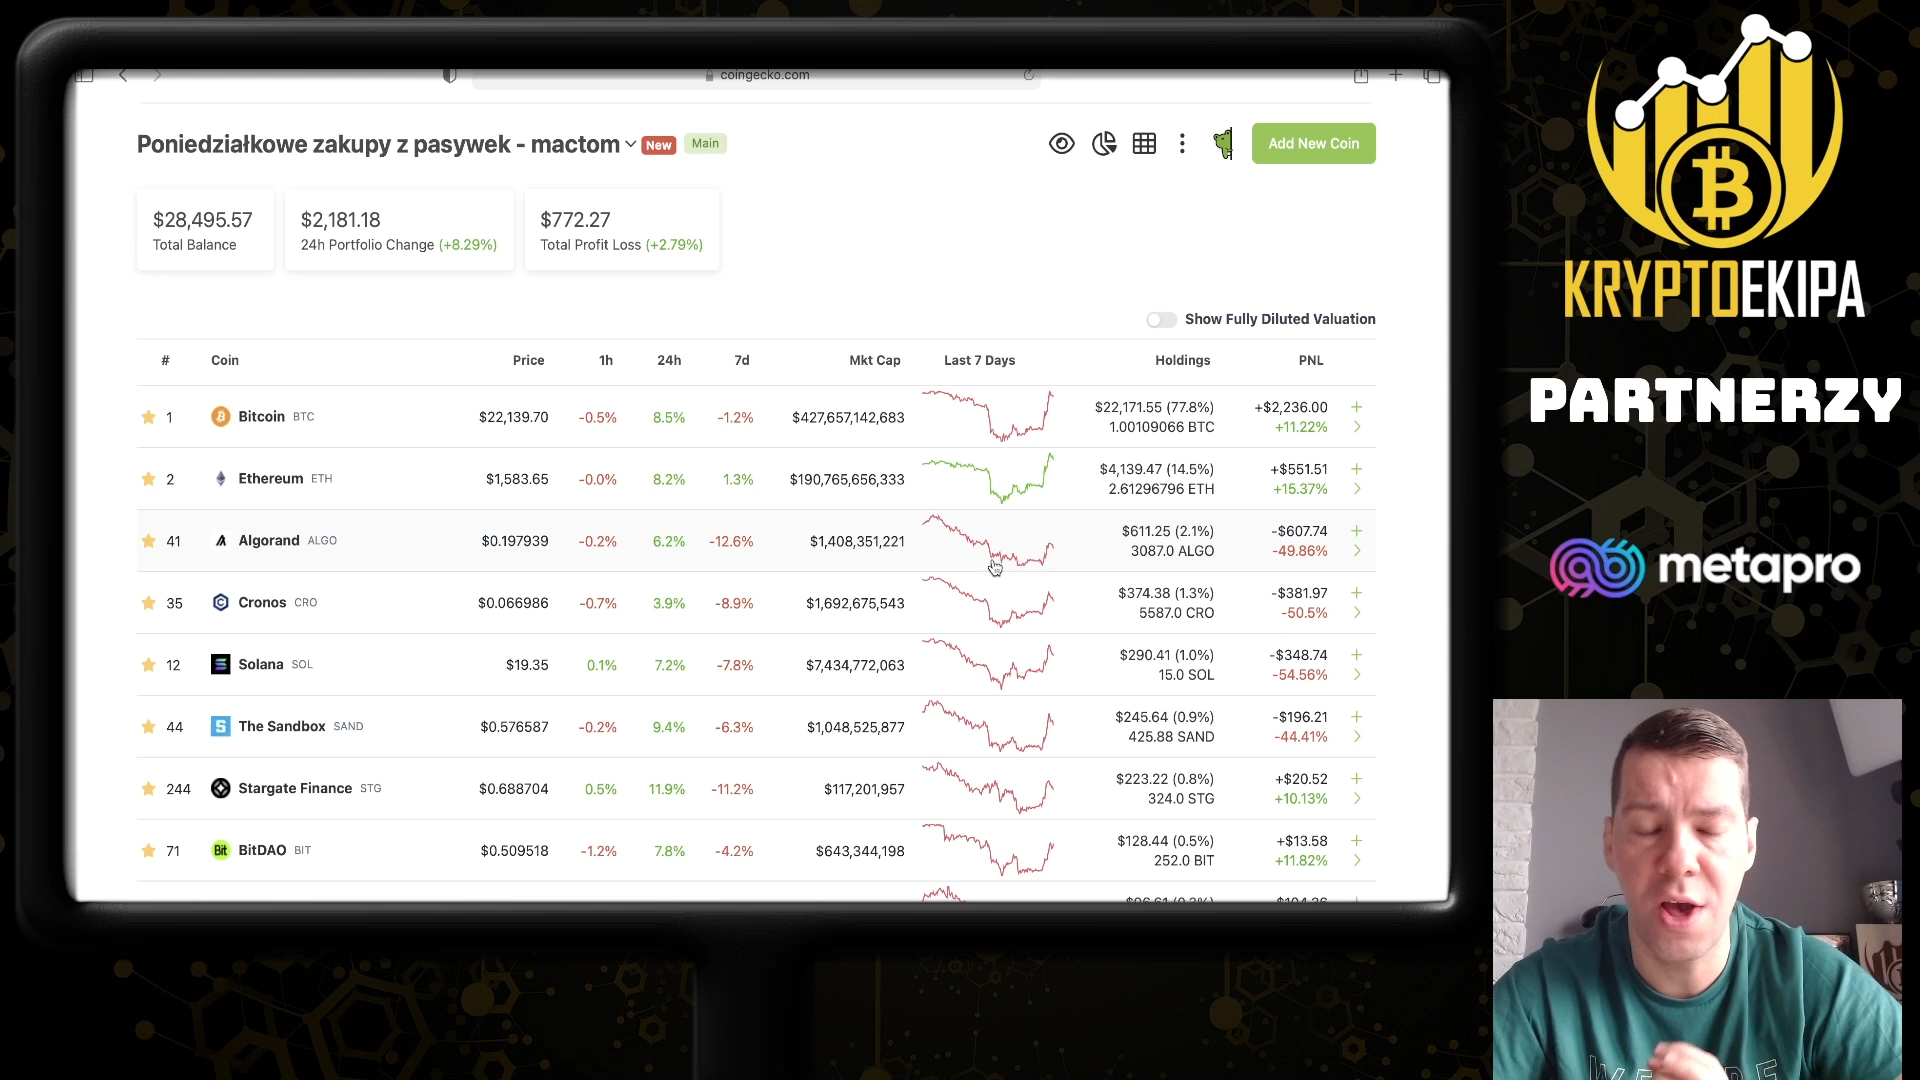 coingecko.com
Poniedziałkowe zakupy z pasywek - mactom New Main
Add New Coin
$28,495.57
Total Balance
$2,181.18
24h Portfolio Change (+8.29%)
$772.27
Total Profit Loss (+2.79%)
Show Fully Diluted Valuation
# Coin Price 1h 24h 7d Mkt Cap Last 7 Days Holdings PNL
1 Bitcoin BTC $22,139.70 -0.5% 8.5% -1.2% $427,657,142,683 $22,171.55 (77.8%) +$2,236.00
1.00109066 BTC +11.22%
2 Ethereum ETH $1,583.65 -0.0% 8.2% 1.3% $190,765,656,333 $4,139.47 (14.5%) +$551.51
2.61296796 ETH +15.37%
41 Algorand ALGO $0.197939 -0.2% 6.2% -12.6% $1,408,351,221 $611.25 (2.1%) -$607.74
3087.0 ALGO -49.86%
35 Cronos CRO $0.066986 -0.7% 3.9% -8.9% $1,692,675,543 $374.38 (1.3%) -$381.97
5587.0 CRO -50.5%
12 Solana SOL $19.35 0.1% 7.2% -7.8% $7,434,772,063 $290.41 (1.0%) -$348.74
15.0 SOL -54.56%
44 The Sandbox SAND $0.576587 -0.2% 9.4% -6.3% $1,048,525,877 $245.64 (0.9%) -$196.21
425.88 SAND -44.41%
244 Stargate Finance STG $0.688704 0.5% 11.9% -11.2% $117,201,957 $223.22 (0.8%) +$20.52
324.0 STG +10.13%
71 Bit BitDAO BIT $0.509518 -1.2% 7.8% -4.2% $643,344,198 $128.44 (0.5%) +$13.58
252.0 BIT +11.82%
KRYPTOEKIPA
PARTNERZY
metapro